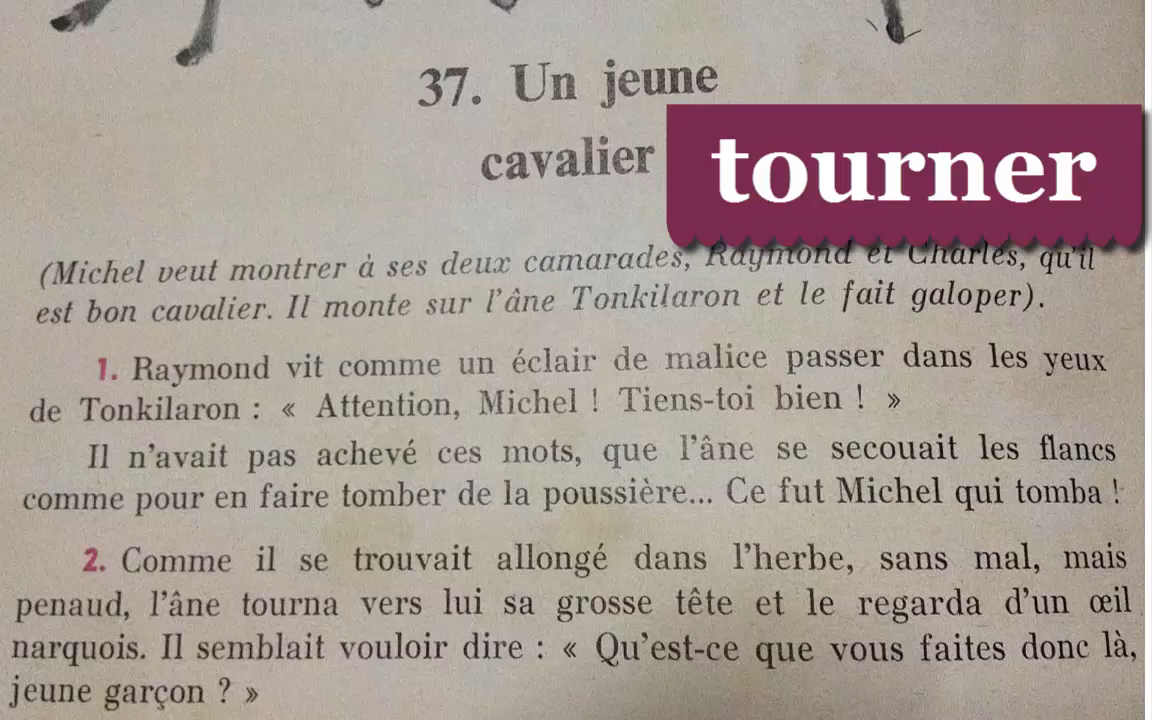 37. Un jeune
cavalier
tourner
(Michel veut montrer à ses deux camarades, Raymond et Charles, qu'il
est bon cavalier. Il monte sur l'âne Tonkilaron et le fait galoper).
1. Raymond vit comme un éclair de malice passer dans les yeux
de Tonkilaron : « Attention, Michel ! Tiens-toi bien ! »
Il n'avait pas achevé ces mots, que l'âne se secouait les flancs
comme pour en faire tomber de la poussière... Ce fut Michel qui tomba !
2. Comme il se trouvait allongé dans l'herbe, sans mal, mais
penaud, l'âne tourna vers lui sa grosse tête et le regarda d'un œil
narquois. Il semblait vouloir dire : « Qu'est-ce que vous faites donc là,
jeune garçon ? »